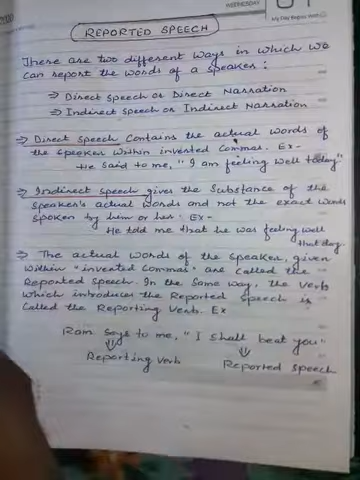 WEDNESDAY
REPORTED SPEECH
There are two different ways in which we
can report the words of a speaker:
⇒ Direct Speech or Direct Narration
⇒ Indirect Speech or Indirect Narration
⇒ Direct Speech Contains the actual words of
the speaker within invested commas. Ex-
He said to me, "I am feeling well today"
⇒ Indirect speech gives the Substance of the
speaker's actual words and not the exact words
spoken by him or her. Ex-
He told me that he was feeling well
that day
⇒ The actual words of the speaker, given
within "invested commas" are called the
Reported speech. In the same way, the verb
which introduces the Reported Speech is
called the Reporting Verb. Ex
Ram says to me, "I shall beat you"
⇓ ⇓
Reporting verb Reported speech